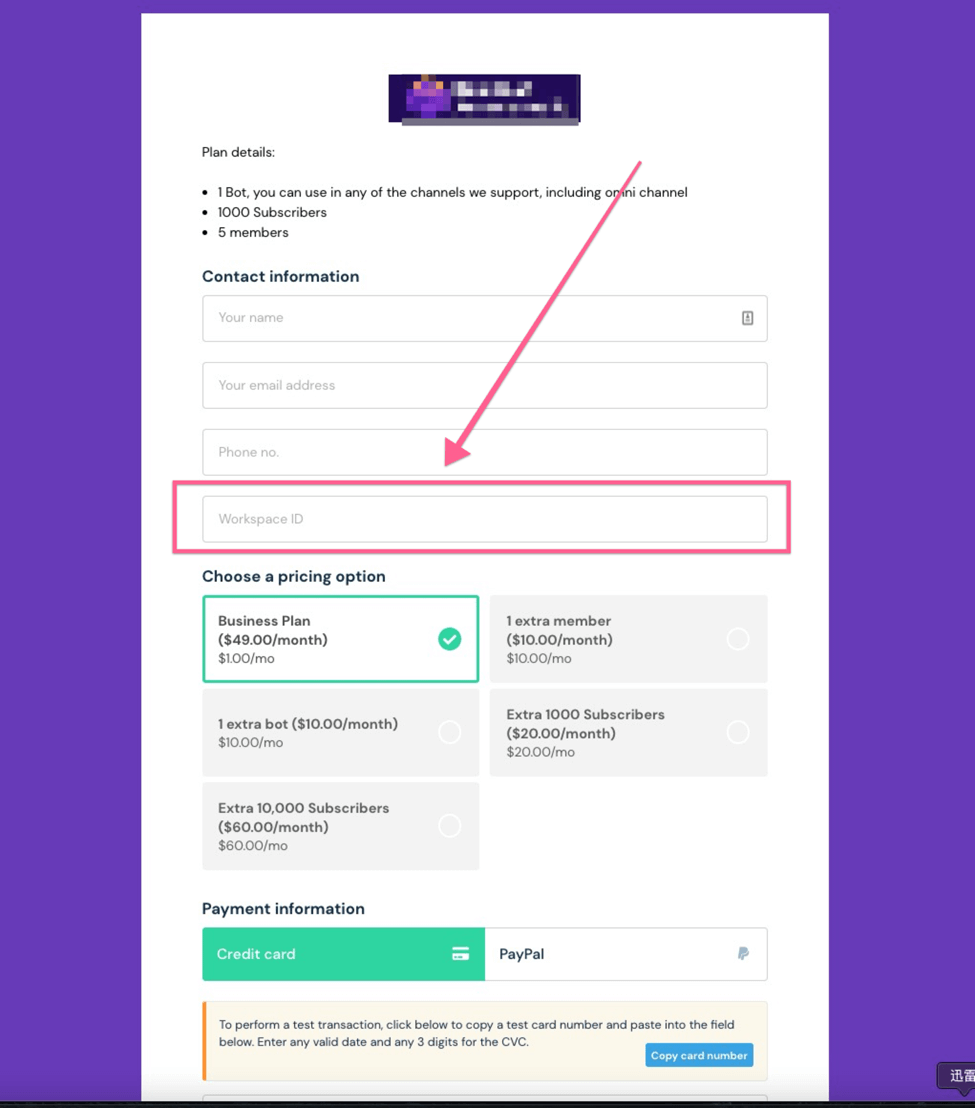 Plan details:
1 Bot, you can use in any of the channels we support, including omni channel
1000 Subscribers
5 members
Contact information
Your name
Your email address
Phone no.
Workspace ID
Choose a pricing option
Business Plan
($49.00/month)
$1.00/mo
1 extra member
($10.00/month)
$10.00/mo
1 extra bot ($10.00/month)
$10.00/mo
Extra 1000 Subscribers
($20.00/month)
$20.00/mo
Extra 10,000 Subscribers
($60.00/month)
$60.00/mo
Payment information
Credit card
PayPal
To perform a test transaction, click below to copy a test card number and paste into the field
below. Enter any valid date and any 3 digits for the CVC.
Copy card number
迅雷